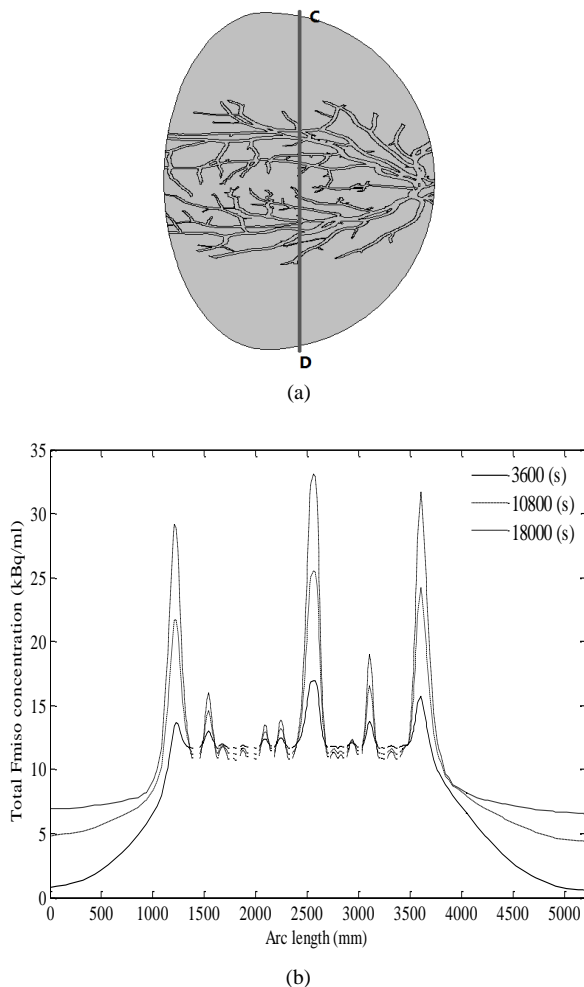 C
D
(a)
35
30
25
20
15
10
5
0
Total Fmiso concentration (kBq/ml)
3600 (s)
10800 (s)
18000 (s)
0 500 1000 1500 2000 2500 3000 3500 4000 4500 5000
Arc length (mm)
(b)